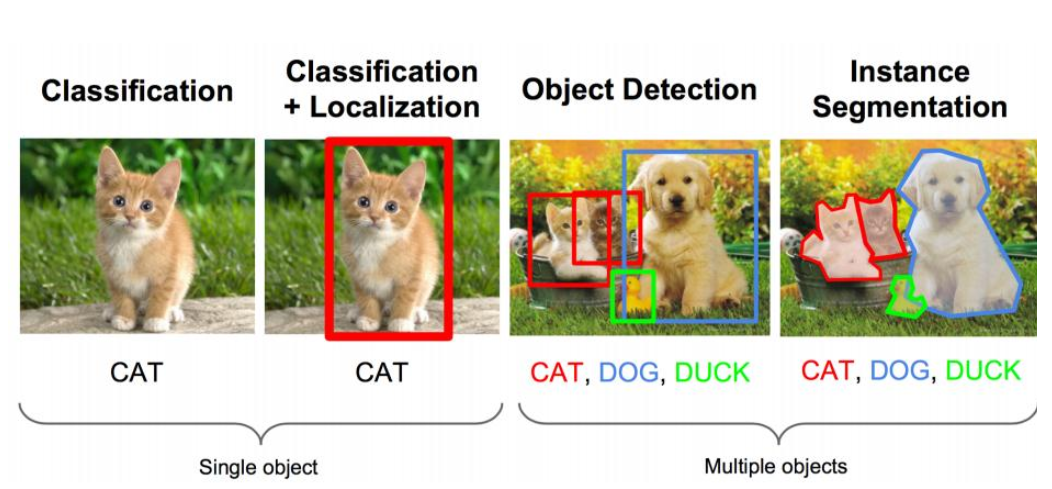 Classification
Classification
+ Localization
Object Detection
Instance
Segmentation
CAT
CAT
CAT, DOG, DUCK
CAT, DOG, DUCK
Single object
Multiple objects